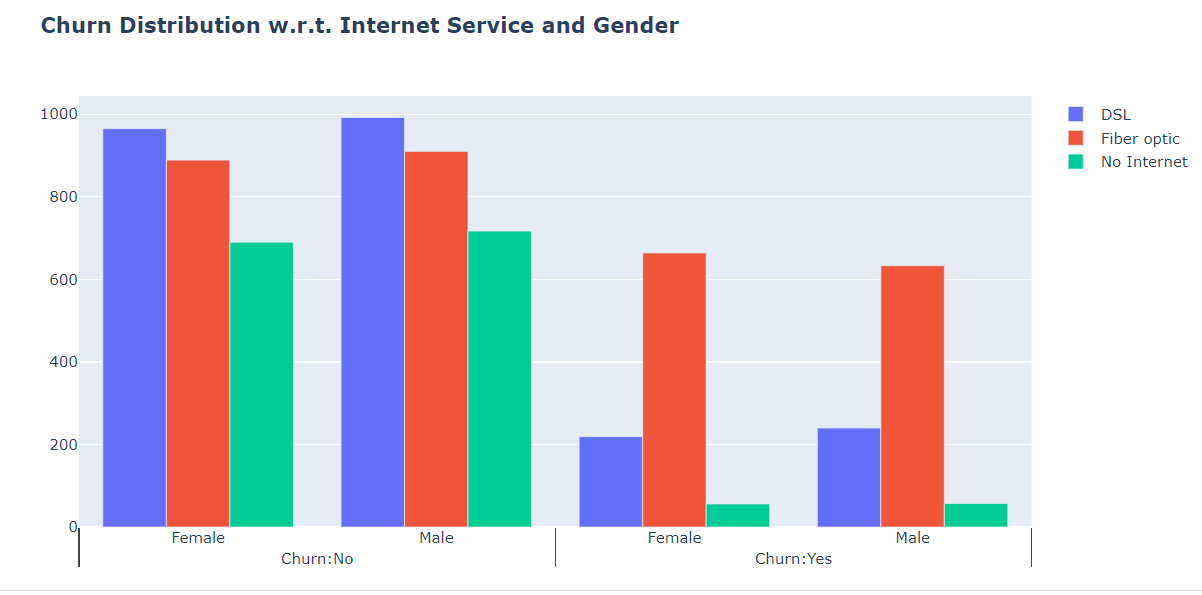 Churn Distribution w.r.t. Internet Service and Gender
DSL
Fiber optic
No Internet
1000
800
600
400
200
0
Female Male Female Male
Churn:No Churn:Yes